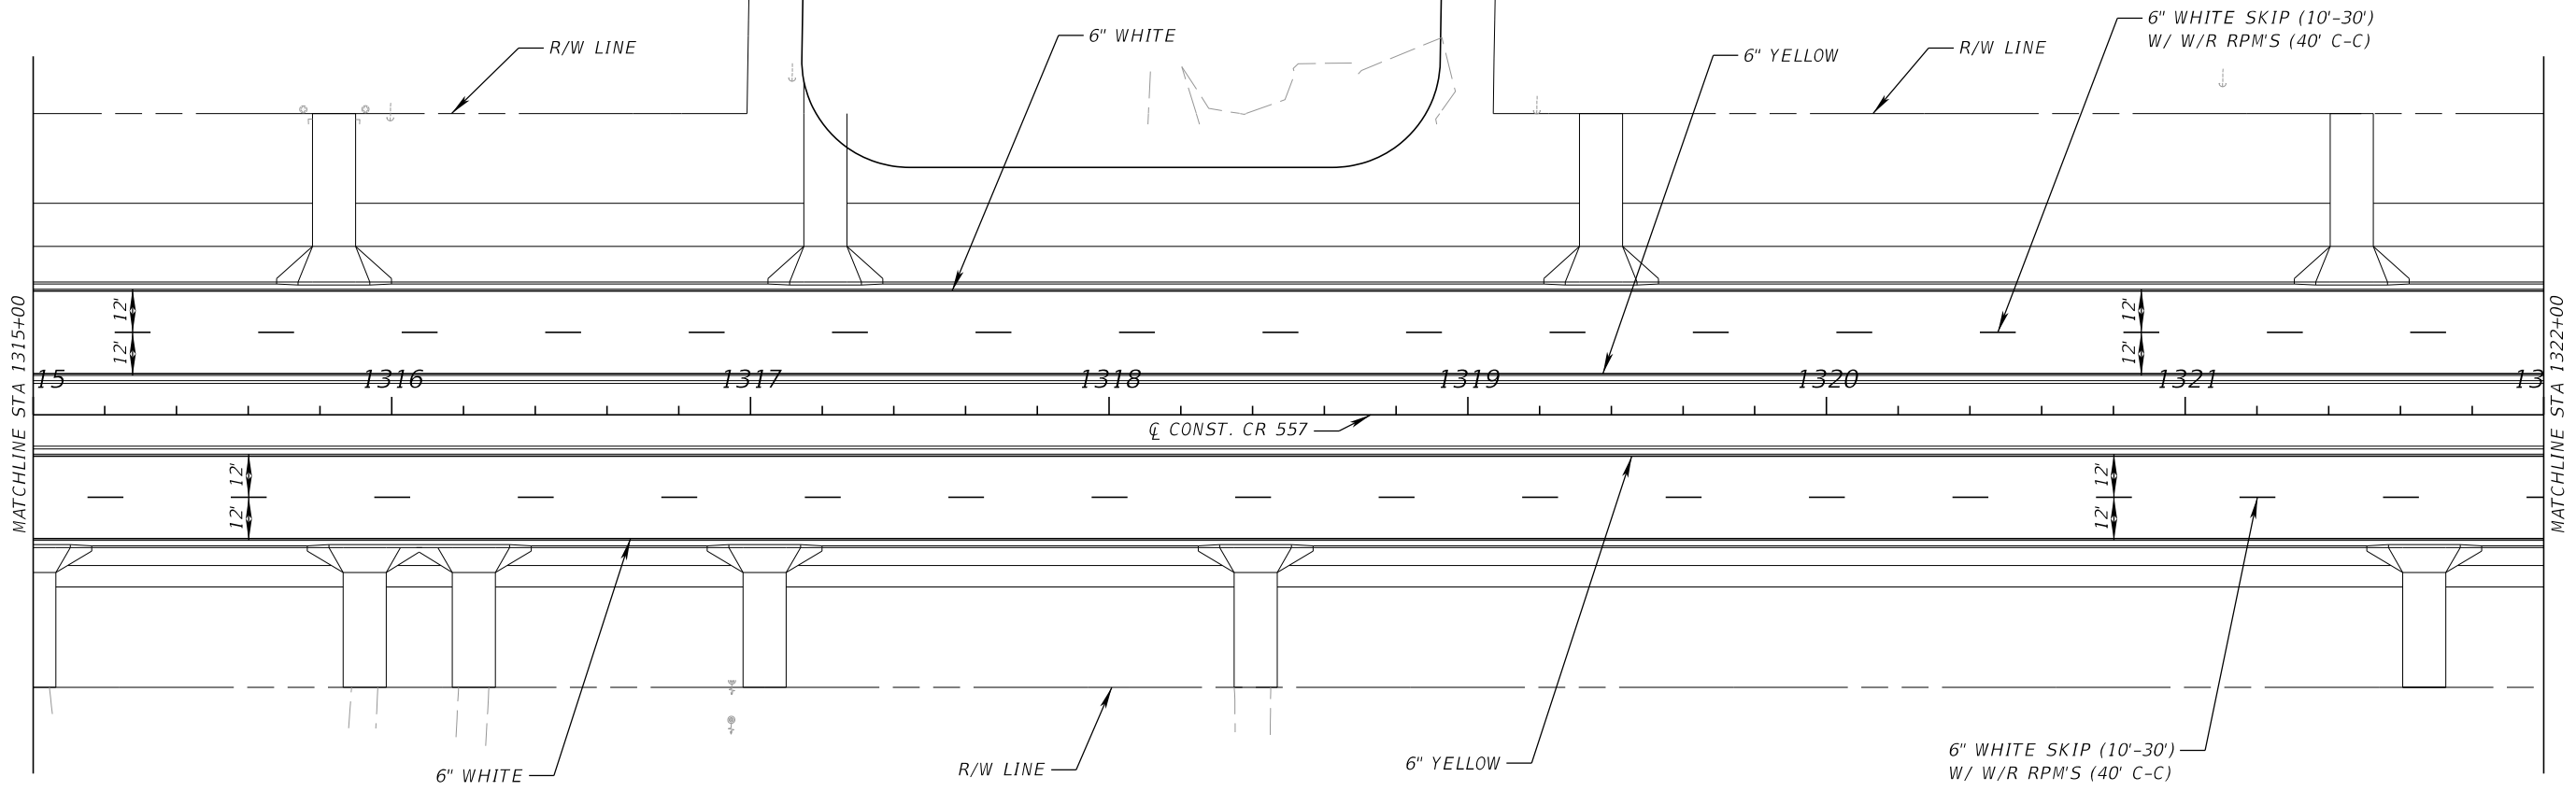 6" WHITE SKIP (10'-30')
W/ W/R RPM'S (40' C-C)
6" WHITE
R/W LINE
6" YELLOW
R/W LINE
MATCHLINE STA 1315+00
MATCHLINE STA 1322+00
12'
12'
12'
12'
15
1316
1317
1318
1319
1320
1321
13
℄ CONST. CR 557
12'
12'
12'
12'
6" WHITE
R/W LINE
6" YELLOW
6" WHITE SKIP (10'-30')
W/ W/R RPM'S (40' C-C)